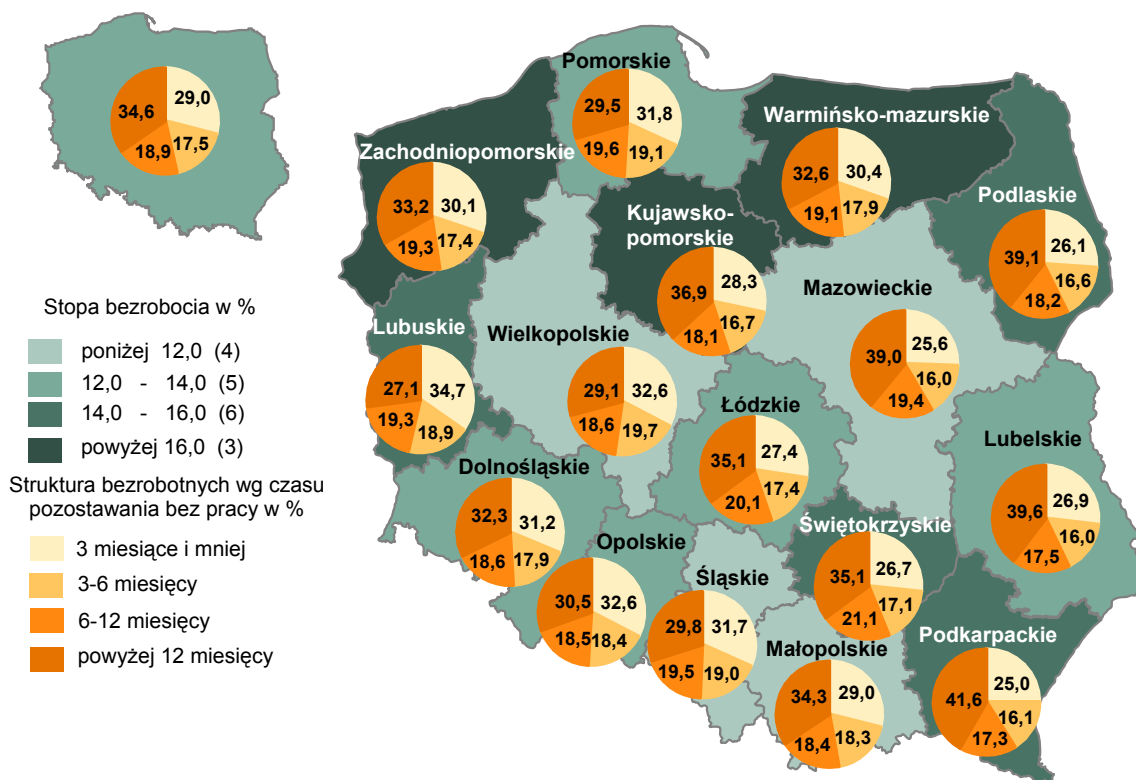 34,6
29,0
18,9
17,5
Stopa bezrobocia w %
poniżej 12,0 (4)
12,0 - 14,0 (5)
14,0 - 16,0 (6)
powyżej 16,0 (3)
Struktura bezrobotnych wg czasu
pozostawania bez pracy w %
3 miesiące i mniej
3-6 miesięcy
6-12 miesięcy
powyżej 12 miesięcy
Pomorskie
29,5
31,8
19,6
19,1
Warmińsko-mazurskie
32,6
30,4
19,1
17,9
Zachodniopomorskie
33,2
30,1
19,3
17,4
Podlaskie
39,1
26,1
18,2
16,6
Kujawsko-
pomorskie
36,9
28,3
18,1
16,7
Mazowieckie
39,0
25,6
19,4
16,0
Lubuskie
27,1
34,7
19,3
18,9
Wielkopolskie
29,1
32,6
18,6
19,7
Łódzkie
35,1
27,4
20,1
17,4
Lubelskie
39,6
26,9
17,5
16,0
Dolnośląskie
32,3
31,2
18,6
17,9
Opolskie
30,5
32,6
18,5
18,4
Śląskie
29,8
31,7
19,5
19,0
Świętokrzyskie
35,1
26,7
21,1
17,1
Małopolskie
34,3
29,0
18,4
18,3
Podkarpackie
41,6
25,0
17,3
16,1